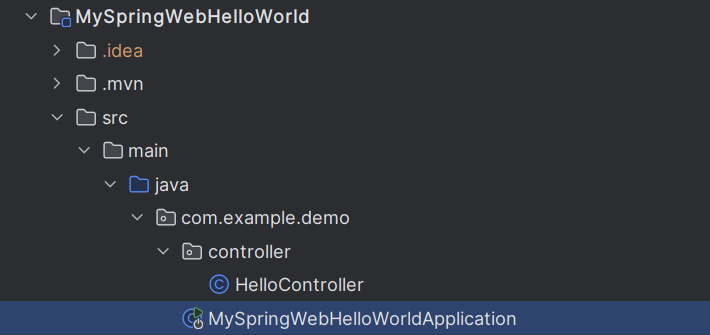 MySpringWebHelloWorld
.idea
.mvn
src
main
java
com.example.demo
controller
HelloController
MySpringWebHelloWorldApplication